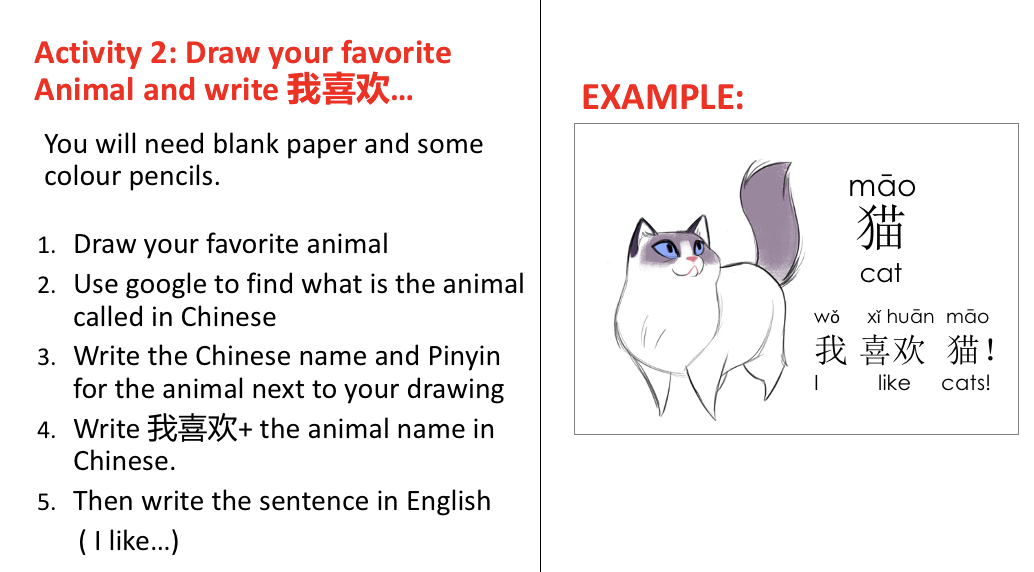 Activity 2: Draw your favorite
Animal and write 我喜欢…
You will need blank paper and some
colour pencils.
1. Draw your favorite animal
2. Use google to find what is the animal
called in Chinese
3. Write the Chinese name and Pinyin
for the animal next to your drawing
4. Write 我喜欢+ the animal name in
Chinese.
5. Then write the sentence in English
( I like…)
EXAMPLE:
māo
猫
cat
wǒ xǐ huān māo
我 喜欢 猫！
I like cats!